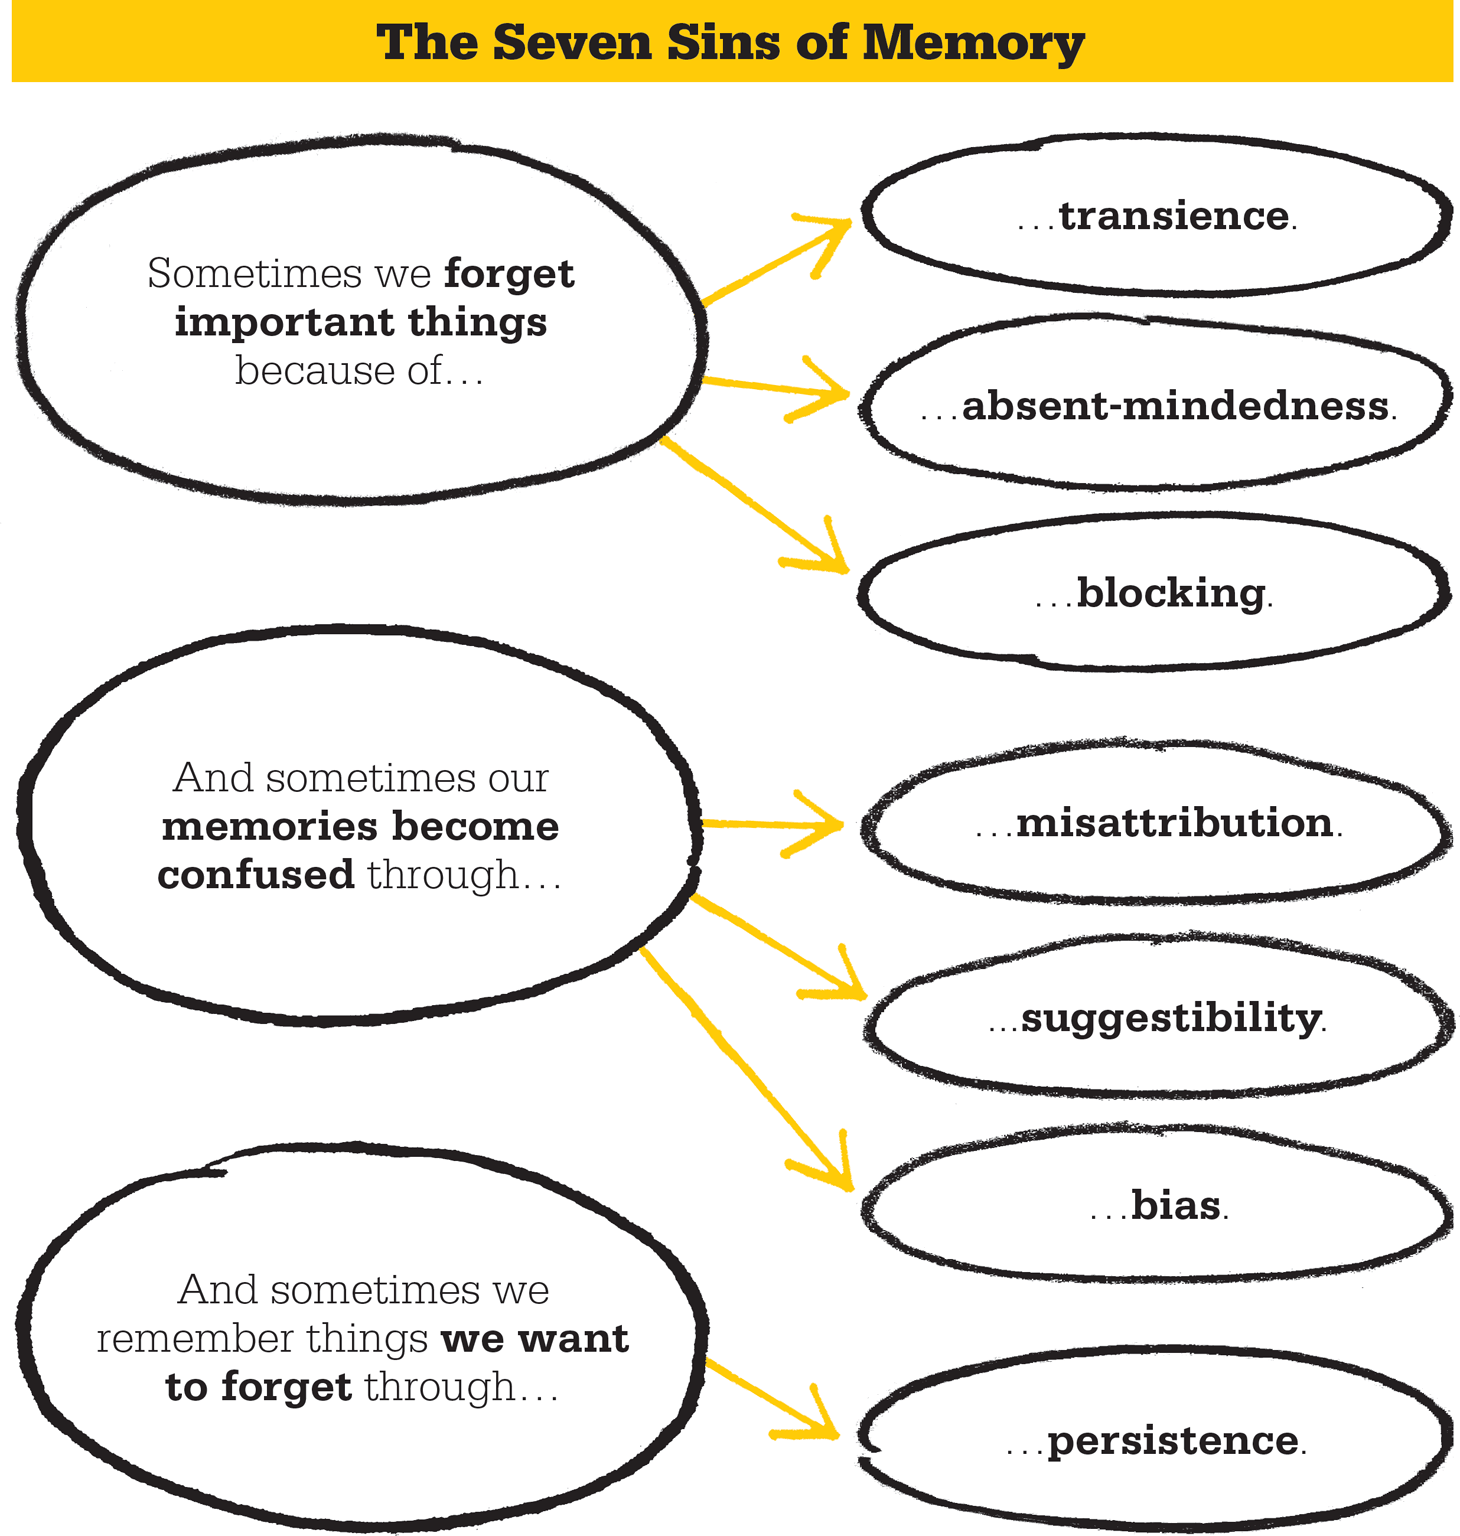 The Seven Sins of Memory
Sometimes we forget
important things
because of…
…transience.
…absent-mindedness.
…blocking.
And sometimes our
memories become
confused through…
…misattribution.
…suggestibility.
…bias.
And sometimes we
remember things we want
to forget through…
…persistence.